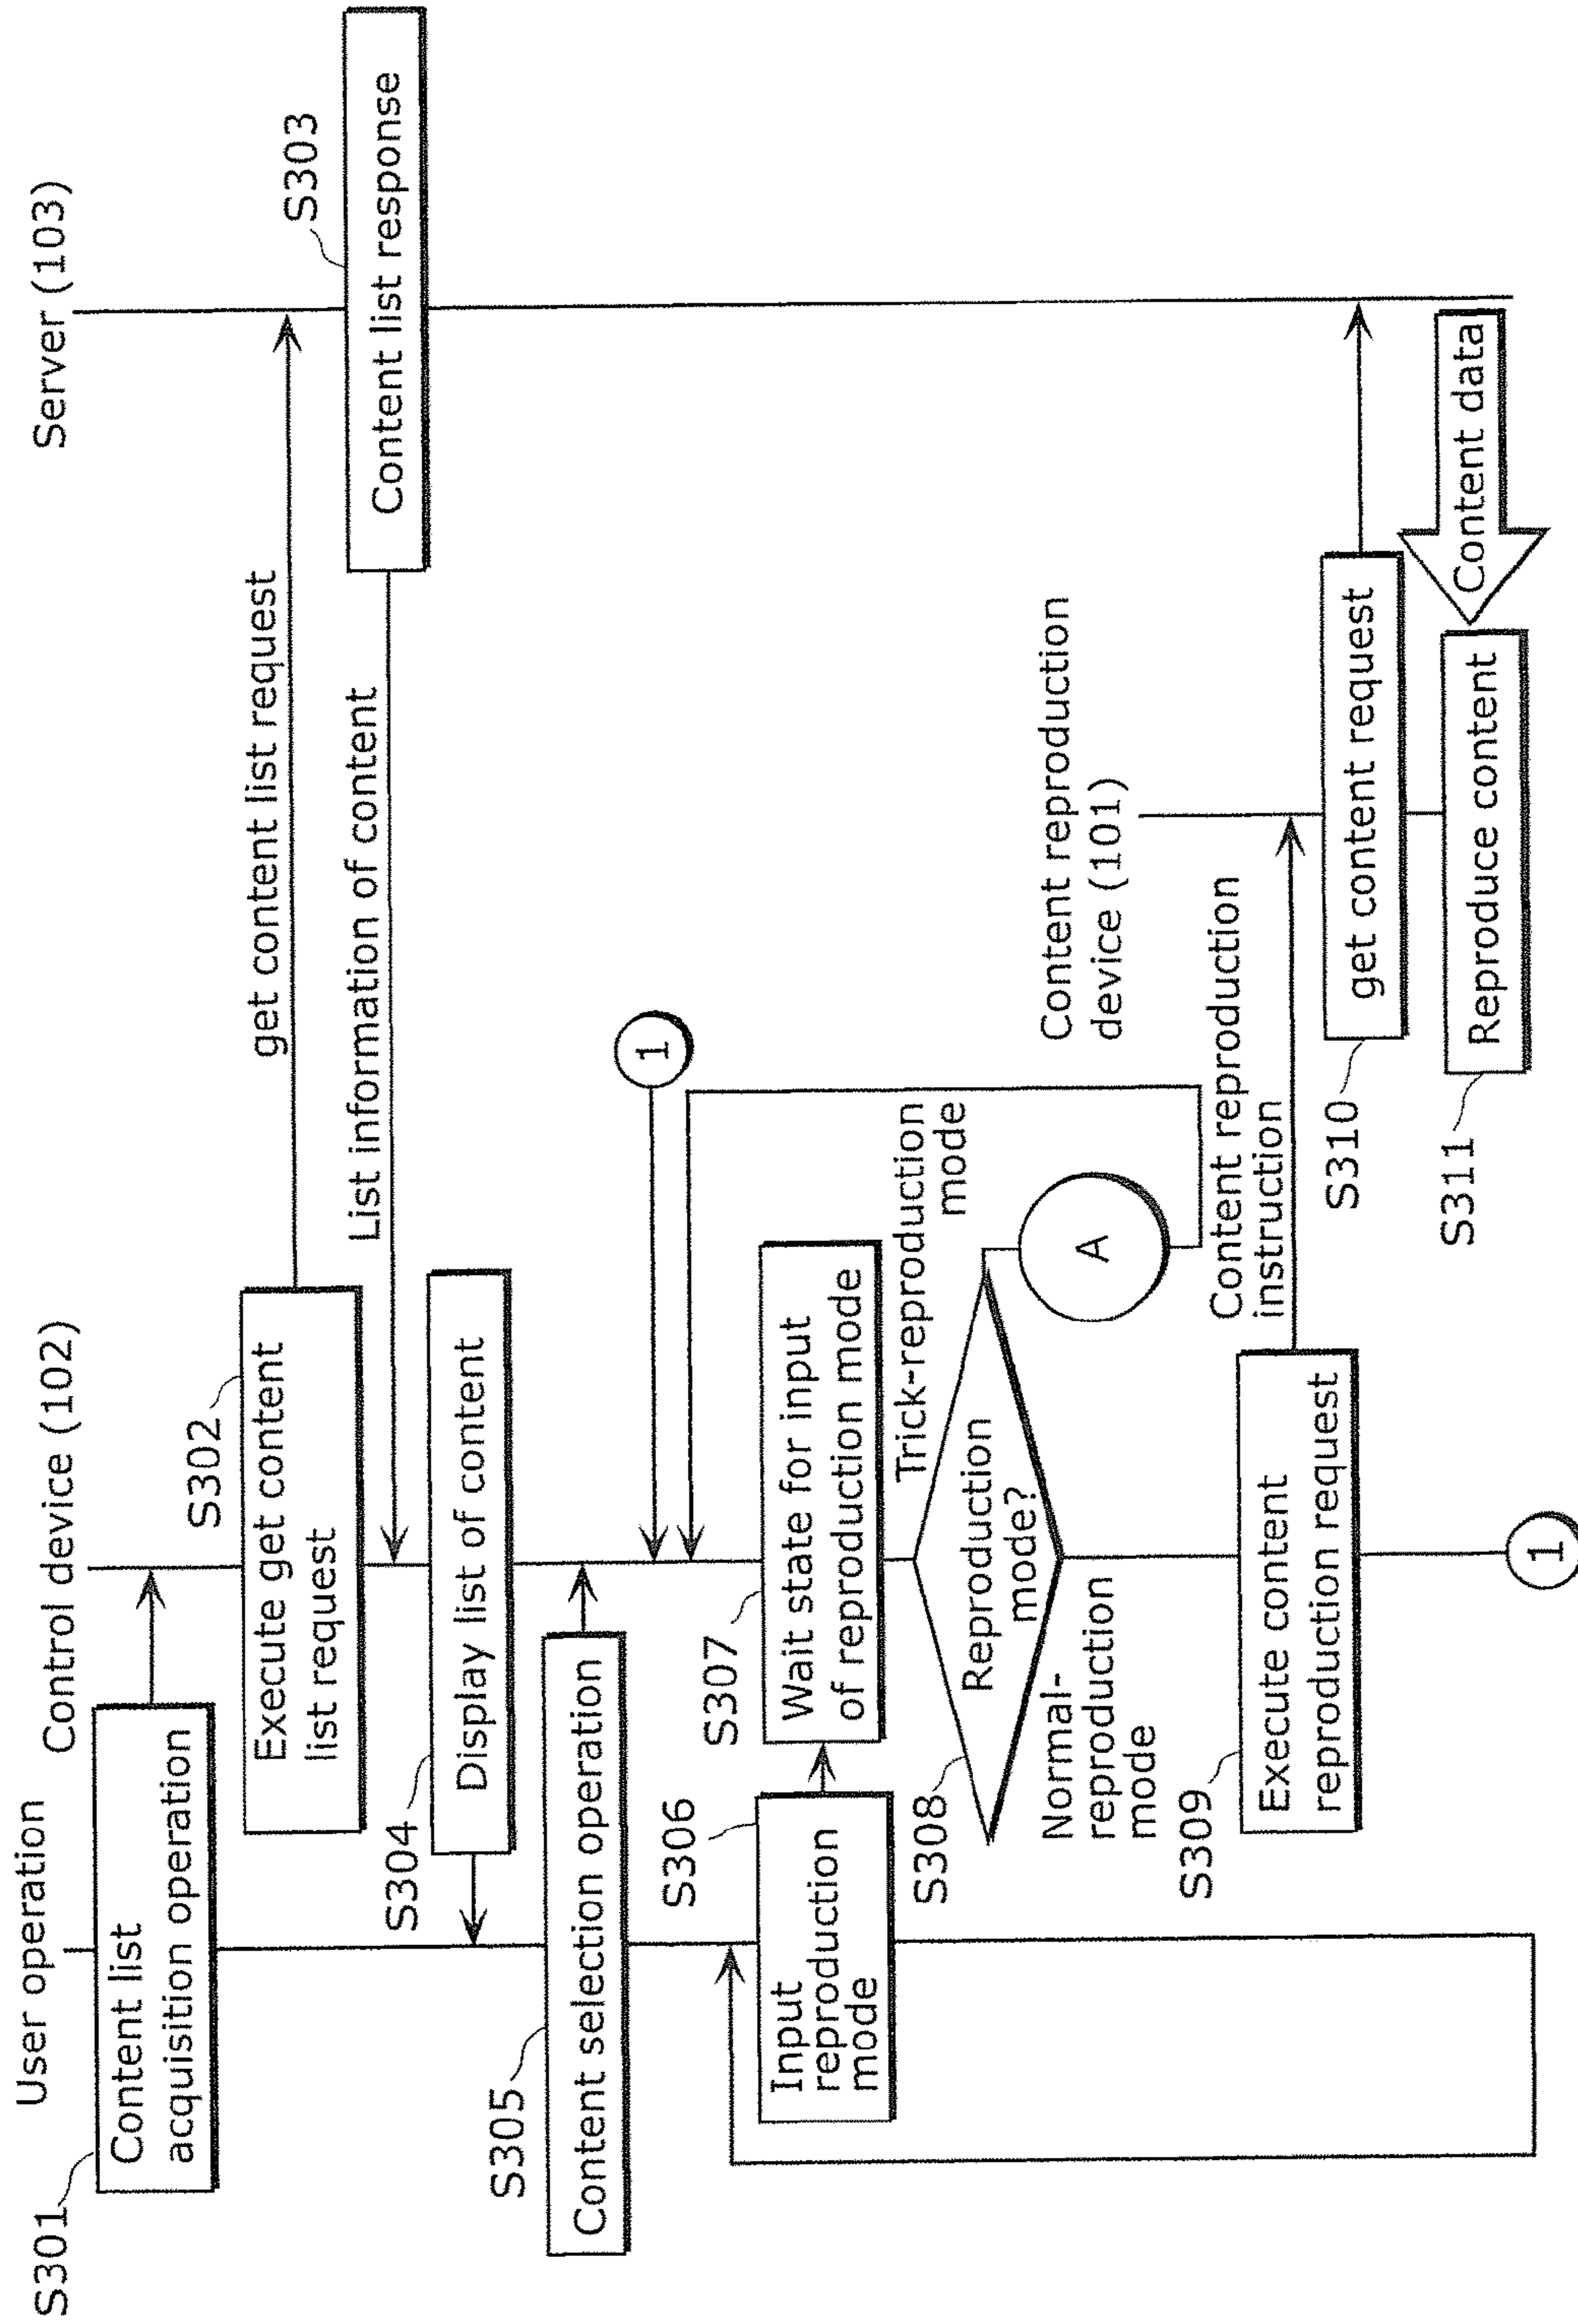 User operation
Control device (102)
Server (103)
S301
Content list
acquisition operation
S302
Execute get content
list request
get content list request
S303
Content list response
List information of content
S304
Display list of content
S305
Content selection operation
1
S306
Input
reproduction
mode
S307
Wait state for input
of reproduction mode
S308
Reproduction
mode?
Trick-reproduction
mode
A
Normal-
reproduction
mode
Content reproduction
device (101)
S309
Execute content
reproduction request
Content reproduction
instruction
S310
get content request
S311
Reproduce content
Content data
1